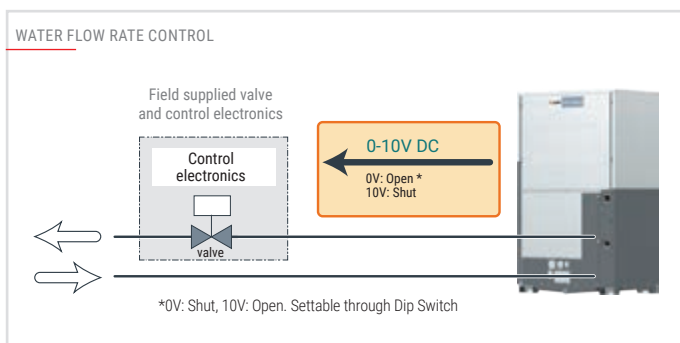 WATER FLOW RATE CONTROL
Field supplied valve
and control electronics
Control
electronics
0-10V DC
0V: Open *
10V: Shut
valve
*0V: Shut, 10V: Open. Settable through Dip Switch